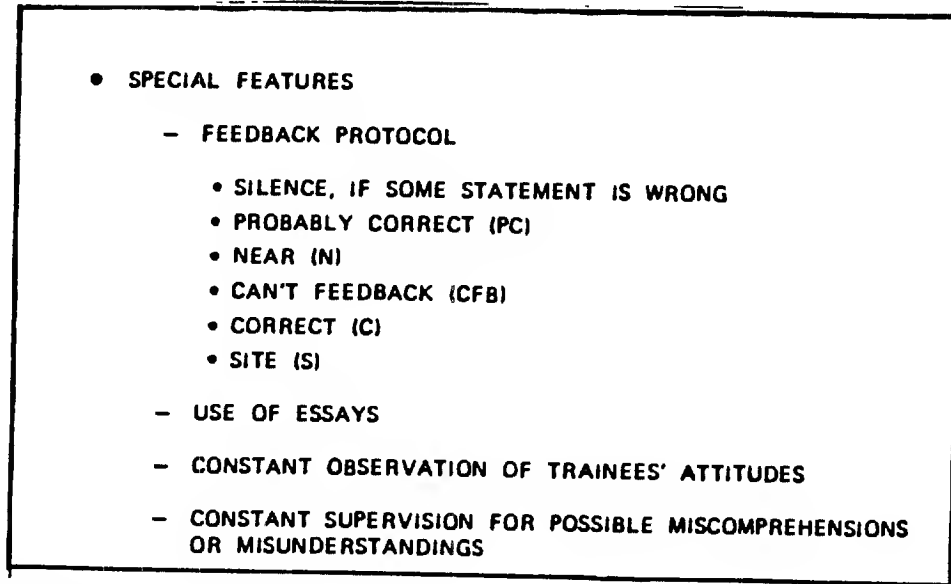 • SPECIAL FEATURES
– FEEDBACK PROTOCOL
• SILENCE, IF SOME STATEMENT IS WRONG
• PROBABLY CORRECT (PC)
• NEAR (N)
• CAN'T FEEDBACK (CFB)
• CORRECT (C)
• SITE (S)
– USE OF ESSAYS
– CONSTANT OBSERVATION OF TRAINEES' ATTITUDES
– CONSTANT SUPERVISION FOR POSSIBLE MISCOMPREHENSIONS
OR MISUNDERSTANDINGS